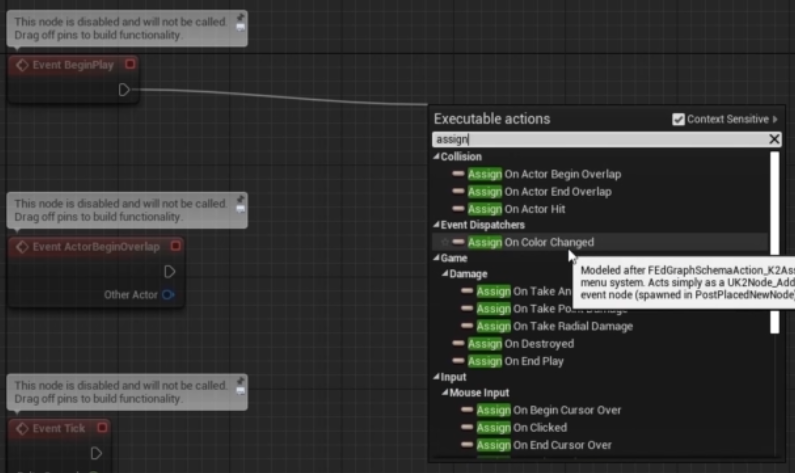 This node is disabled and will not be called.
Drag off pins to build functionality.
Event BeginPlay
Executable actions
Context Sensitive
assign
Collision
Assign On Actor Begin Overlap
Assign On Actor End Overlap
Assign On Actor Hit
Event Dispatchers
Assign On Color Changed
Game
Damage
Assign On Take
Assign On Take
Assign On Take Radial Damage
Assign On Destroyed
Assign On End Play
Input
Mouse Input
Assign On Begin Cursor Over
Assign On Clicked
Assign On End Cursor Over
Modeled after FEdGraphSchemaAction_K2Ass
menu system. Acts simply as a UK2Node_Add
event node (spawned in PostPlacedNewNode)
This node is disabled and will not be called.
Drag off pins to build functionality.
Event ActorBeginOverlap
Other Actor
This node is disabled and will not be called.
Drag off pins to build functionality.
Event Tick